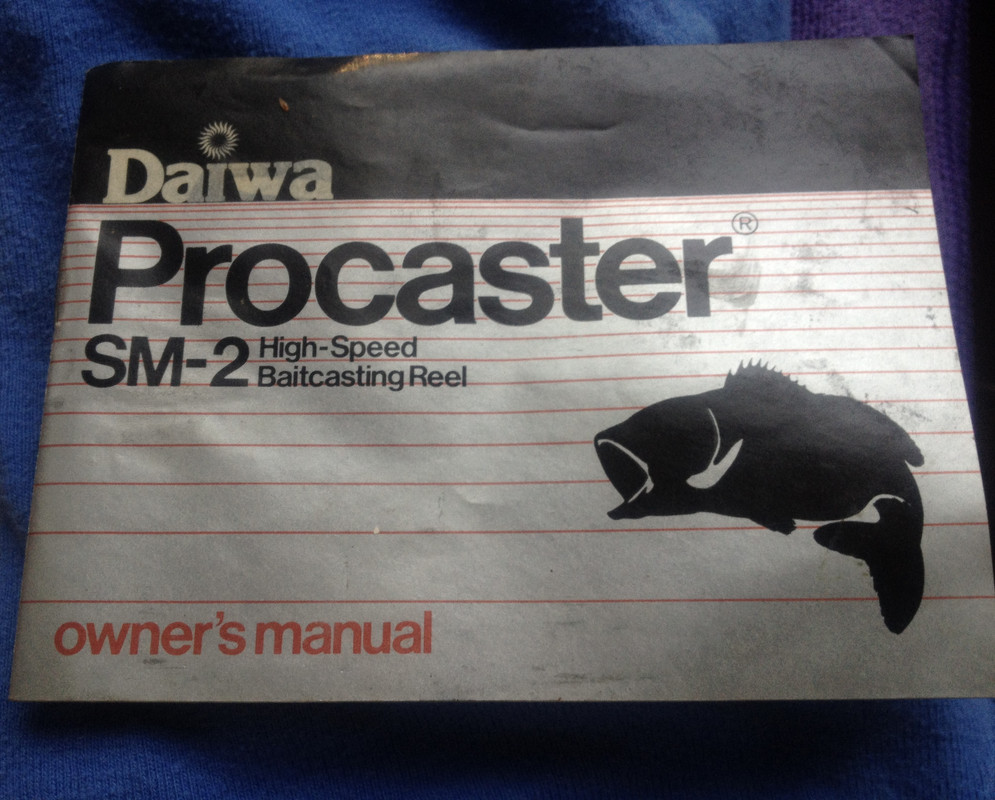 Daiwa
Procaster®
SM-2 High-Speed
Baitcasting Reel
owner's manual